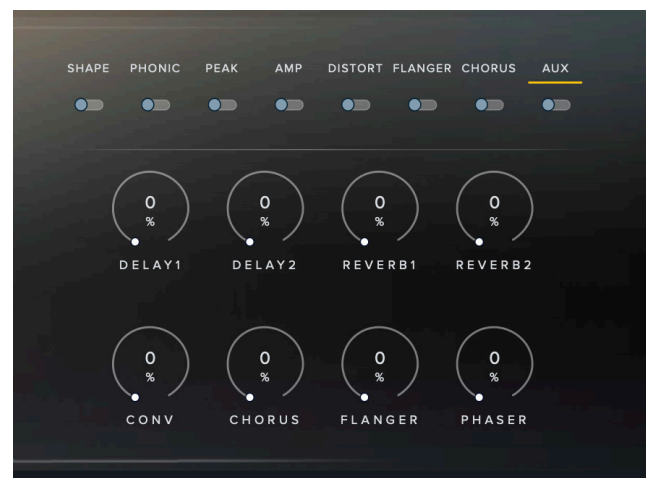 SHAPE PHONIC PEAK AMP DISTORT FLANGER CHORUS AUX
0 0 0 0
% % % %
DELAY1 DELAY2 REVERB1 REVERB2
0 0 0 0
% % % %
CONV CHORUS FLANGER PHASER